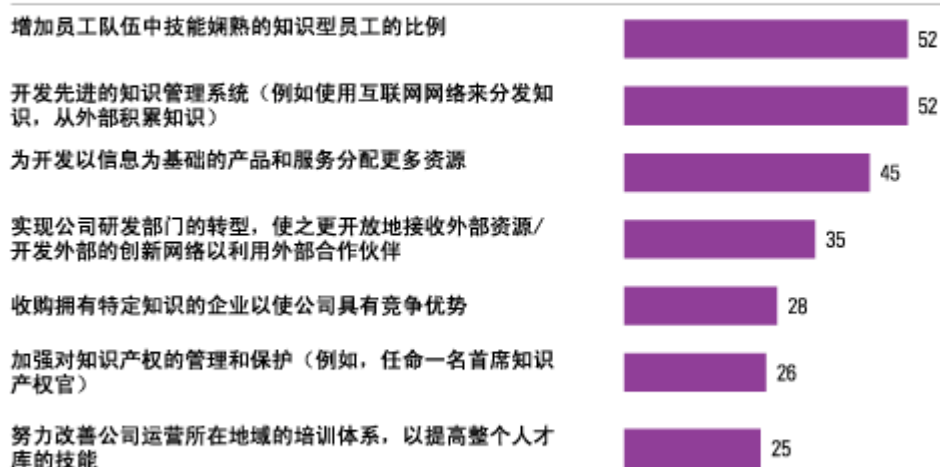 增加员工队伍中技能娴熟的知识型员工的比例
52
开发先进的知识管理系统（例如使用互联网网络来分发知
识，从外部积累知识）
52
为开发以信息为基础的产品和服务分配更多资源
45
实现公司研发部门的转型，使之更开放地接收外部资源/
开发外部的创新网络以利用外部合作伙伴
35
收购拥有特定知识的企业以使公司具有竞争优势
28
加强对知识产权的管理和保护（例如，任命一名首席知识
产权官）
26
努力改善公司运营所在地域的培训体系，以提高整个人才
库的技能
25